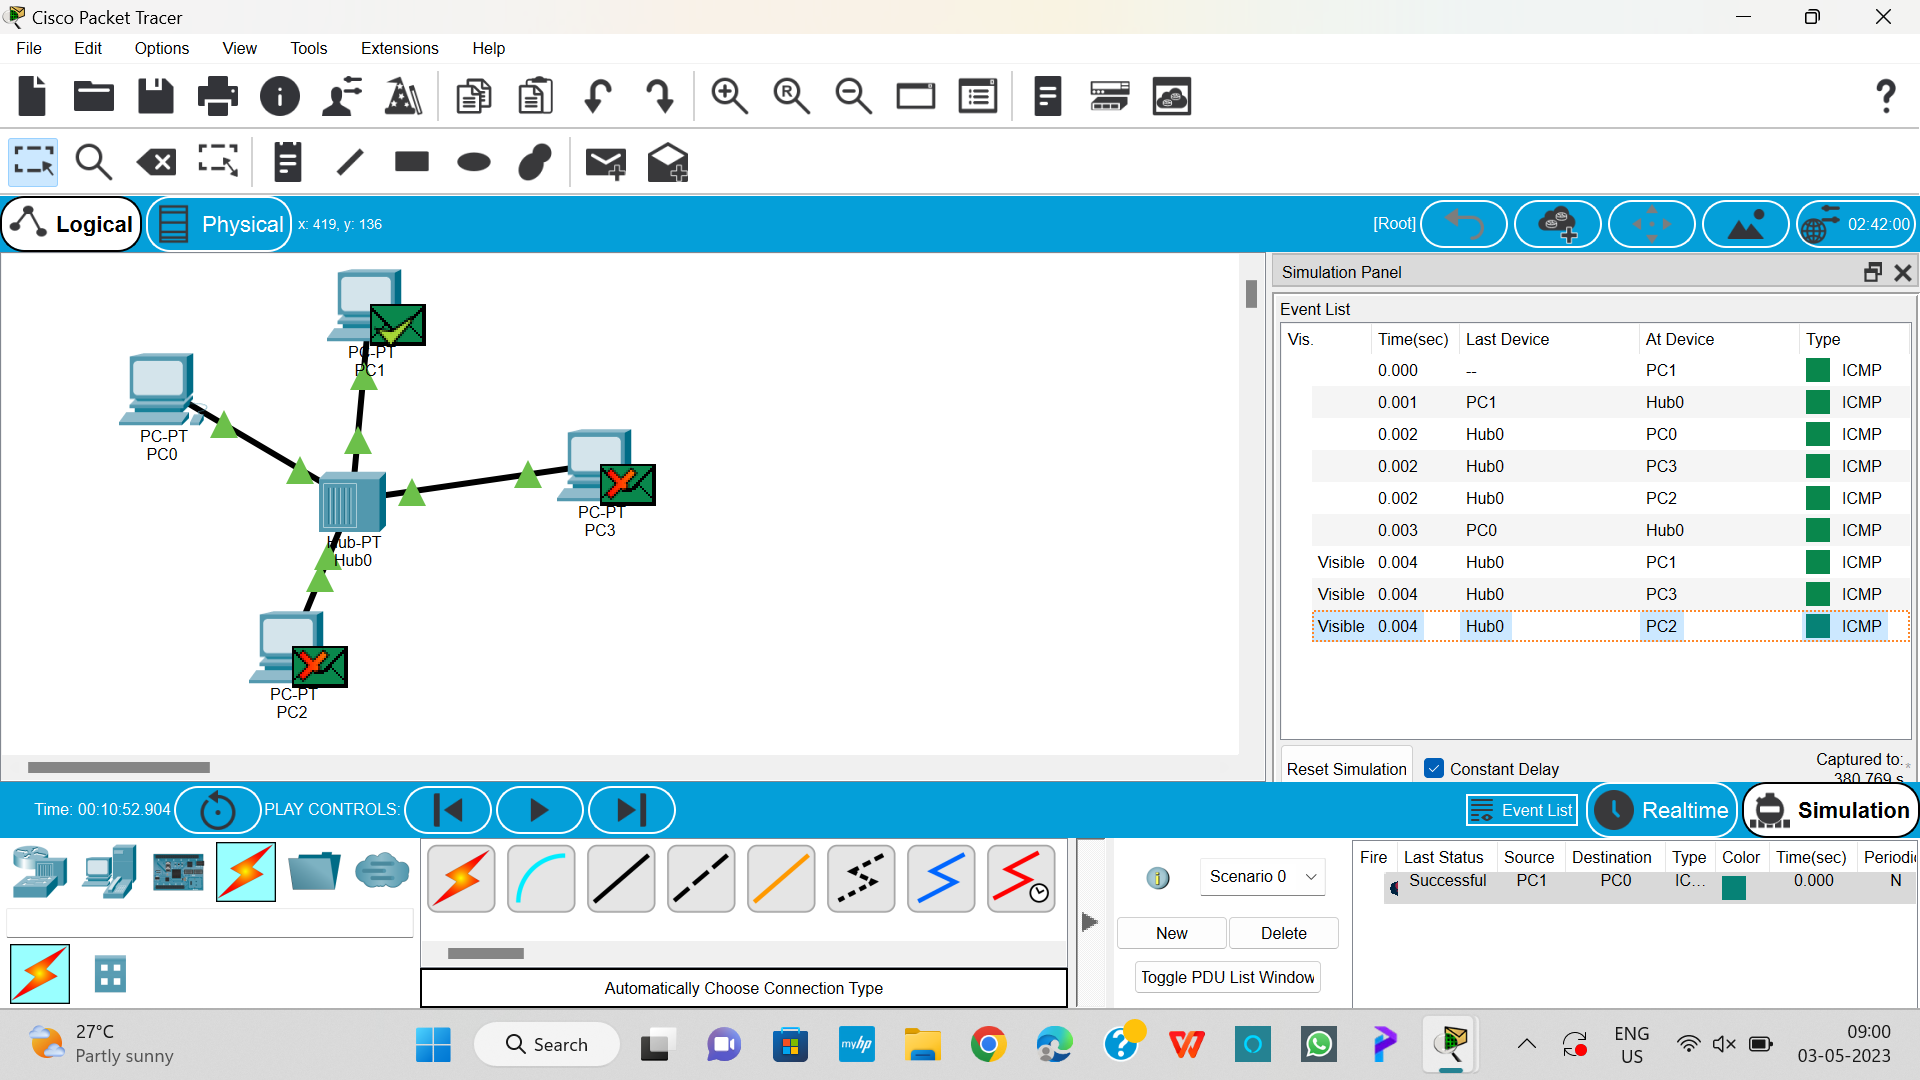 Cisco Packet Tracer
File Edit Options View Tools Extensions Help
Logical Physical x: 419, y: 136 [Root] 02:42:00
PC-PT
PC1
PC-PT
PC0
PC-PT
PC3
Hub-PT
Hub0
PC-PT
PC2
Simulation Panel
Event List
Vis. Time(sec) Last Device At Device Type
0.000 -- PC1 ICMP
0.001 PC1 Hub0 ICMP
0.002 Hub0 PC0 ICMP
0.002 Hub0 PC3 ICMP
0.002 Hub0 PC2 ICMP
0.003 PC0 Hub0 ICMP
Visible 0.004 Hub0 PC1 ICMP
Visible 0.004 Hub0 PC3 ICMP
Visible 0.004 Hub0 PC2 ICMP
Reset Simulation Constant Delay Captured to: *
380.769 s
Time: 00:10:52.904 PLAY CONTROLS: Event List Realtime Simulation
Scenario 0
New Delete
Toggle PDU List Window
Fire Last Status Source Destination Type Color Time(sec) Periodic
Successful PC1 PC0 IC... 0.000 N
Automatically Choose Connection Type
27°C
Partly sunny
Search
myhp
ENG
US
09:00
03-05-2023